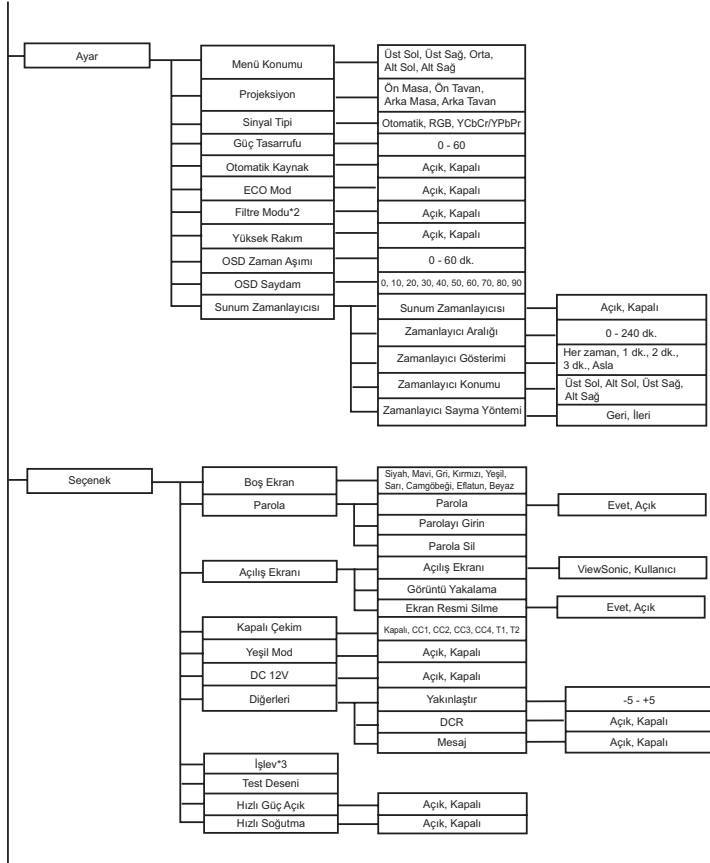 Ayar
Menü Konumu
Üst Sol, Üst Sağ, Orta,
Alt Sol, Alt Sağ
Projeksiyon
Ön Masa, Ön Tavan,
Arka Masa, Arka Tavan
Sinyal Tipi
Otomatik, RGB, YCbCr/YPbPr
Güç Tasarrufu
0 - 60
Otomatik Kaynak
Açık, Kapalı
ECO Mod
Açık, Kapalı
Filtre Modu*2
Açık, Kapalı
Yüksek Rakım
Açık, Kapalı
OSD Zaman Aşımı
0 - 60 dk.
OSD Saydam
0, 10, 20, 30, 40, 50, 60, 70, 80, 90
Sunum Zamanlayıcısı
Sunum Zamanlayıcısı
Açık, Kapalı
Zamanlayıcı Aralığı
0 - 240 dk.
Zamanlayıcı Gösterimi
Her zaman, 1 dk., 2 dk.,
3 dk., Asla
Zamanlayıcı Konumu
Üst Sol, Alt Sol, Üst Sağ,
Alt Sağ
Zamanlayıcı Sayma Yöntemi
Geri, İleri
Seçenek
Boş Ekran
Siyah, Mavi, Gri, Kırmızı, Yeşil,
Sarı, Camgöbeği, Eflatun, Beyaz
Parola
Parola
Evet, Açık
Parolayı Girin
Parola Sil
Açılış Ekranı
Açılış Ekranı
ViewSonic, Kullanıcı
Görüntü Yakalama
Ekran Resmi Silme
Evet, Açık
Kapalı Çekim
Kapalı, CC1, CC2, CC3, CC4, T1, T2
Yeşil Mod
Açık, Kapalı
DC 12V
Açık, Kapalı
Diğerleri
Yakınlaştır
-5 - +5
DCR
Açık, Kapalı
Mesaj
Açık, Kapalı
İşlev*3
Test Deseni
Hızlı Güç Açık
Açık, Kapalı
Hızlı Soğutma
Açık, Kapalı